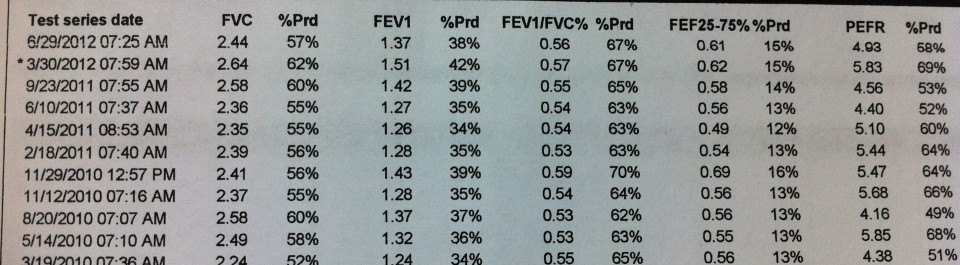 Test series date FVC %Prd FEV1 %Prd FEV1/FVC% %Prd FEF25-75% %Prd PEFR %Prd
6/29/2012 07:25 AM 2.44 57% 1.37 38% 0.56 67% 0.61 15% 4.93 58%
* 3/30/2012 07:59 AM 2.64 62% 1.51 42% 0.57 67% 0.62 15% 5.83 69%
9/23/2011 07:55 AM 2.58 60% 1.42 39% 0.55 65% 0.58 14% 4.56 53%
6/10/2011 07:37 AM 2.36 55% 1.27 35% 0.54 63% 0.56 13% 4.40 52%
4/15/2011 08:53 AM 2.35 55% 1.26 34% 0.54 63% 0.49 12% 5.10 60%
2/18/2011 07:40 AM 2.39 56% 1.28 35% 0.53 63% 0.54 13% 5.44 64%
11/29/2010 12:57 PM 2.41 56% 1.43 39% 0.59 70% 0.69 16% 5.47 64%
11/12/2010 07:16 AM 2.37 55% 1.28 35% 0.54 64% 0.56 13% 5.68 66%
8/20/2010 07:07 AM 2.58 60% 1.37 37% 0.53 62% 0.56 13% 4.16 49%
5/14/2010 07:10 AM 2.49 58% 1.32 36% 0.53 63% 0.55 13% 5.85 68%
3/19/2010 07:36 AM 2.24 52% 1.24 34% 0.55 65% 0.56 13% 4.38 51%